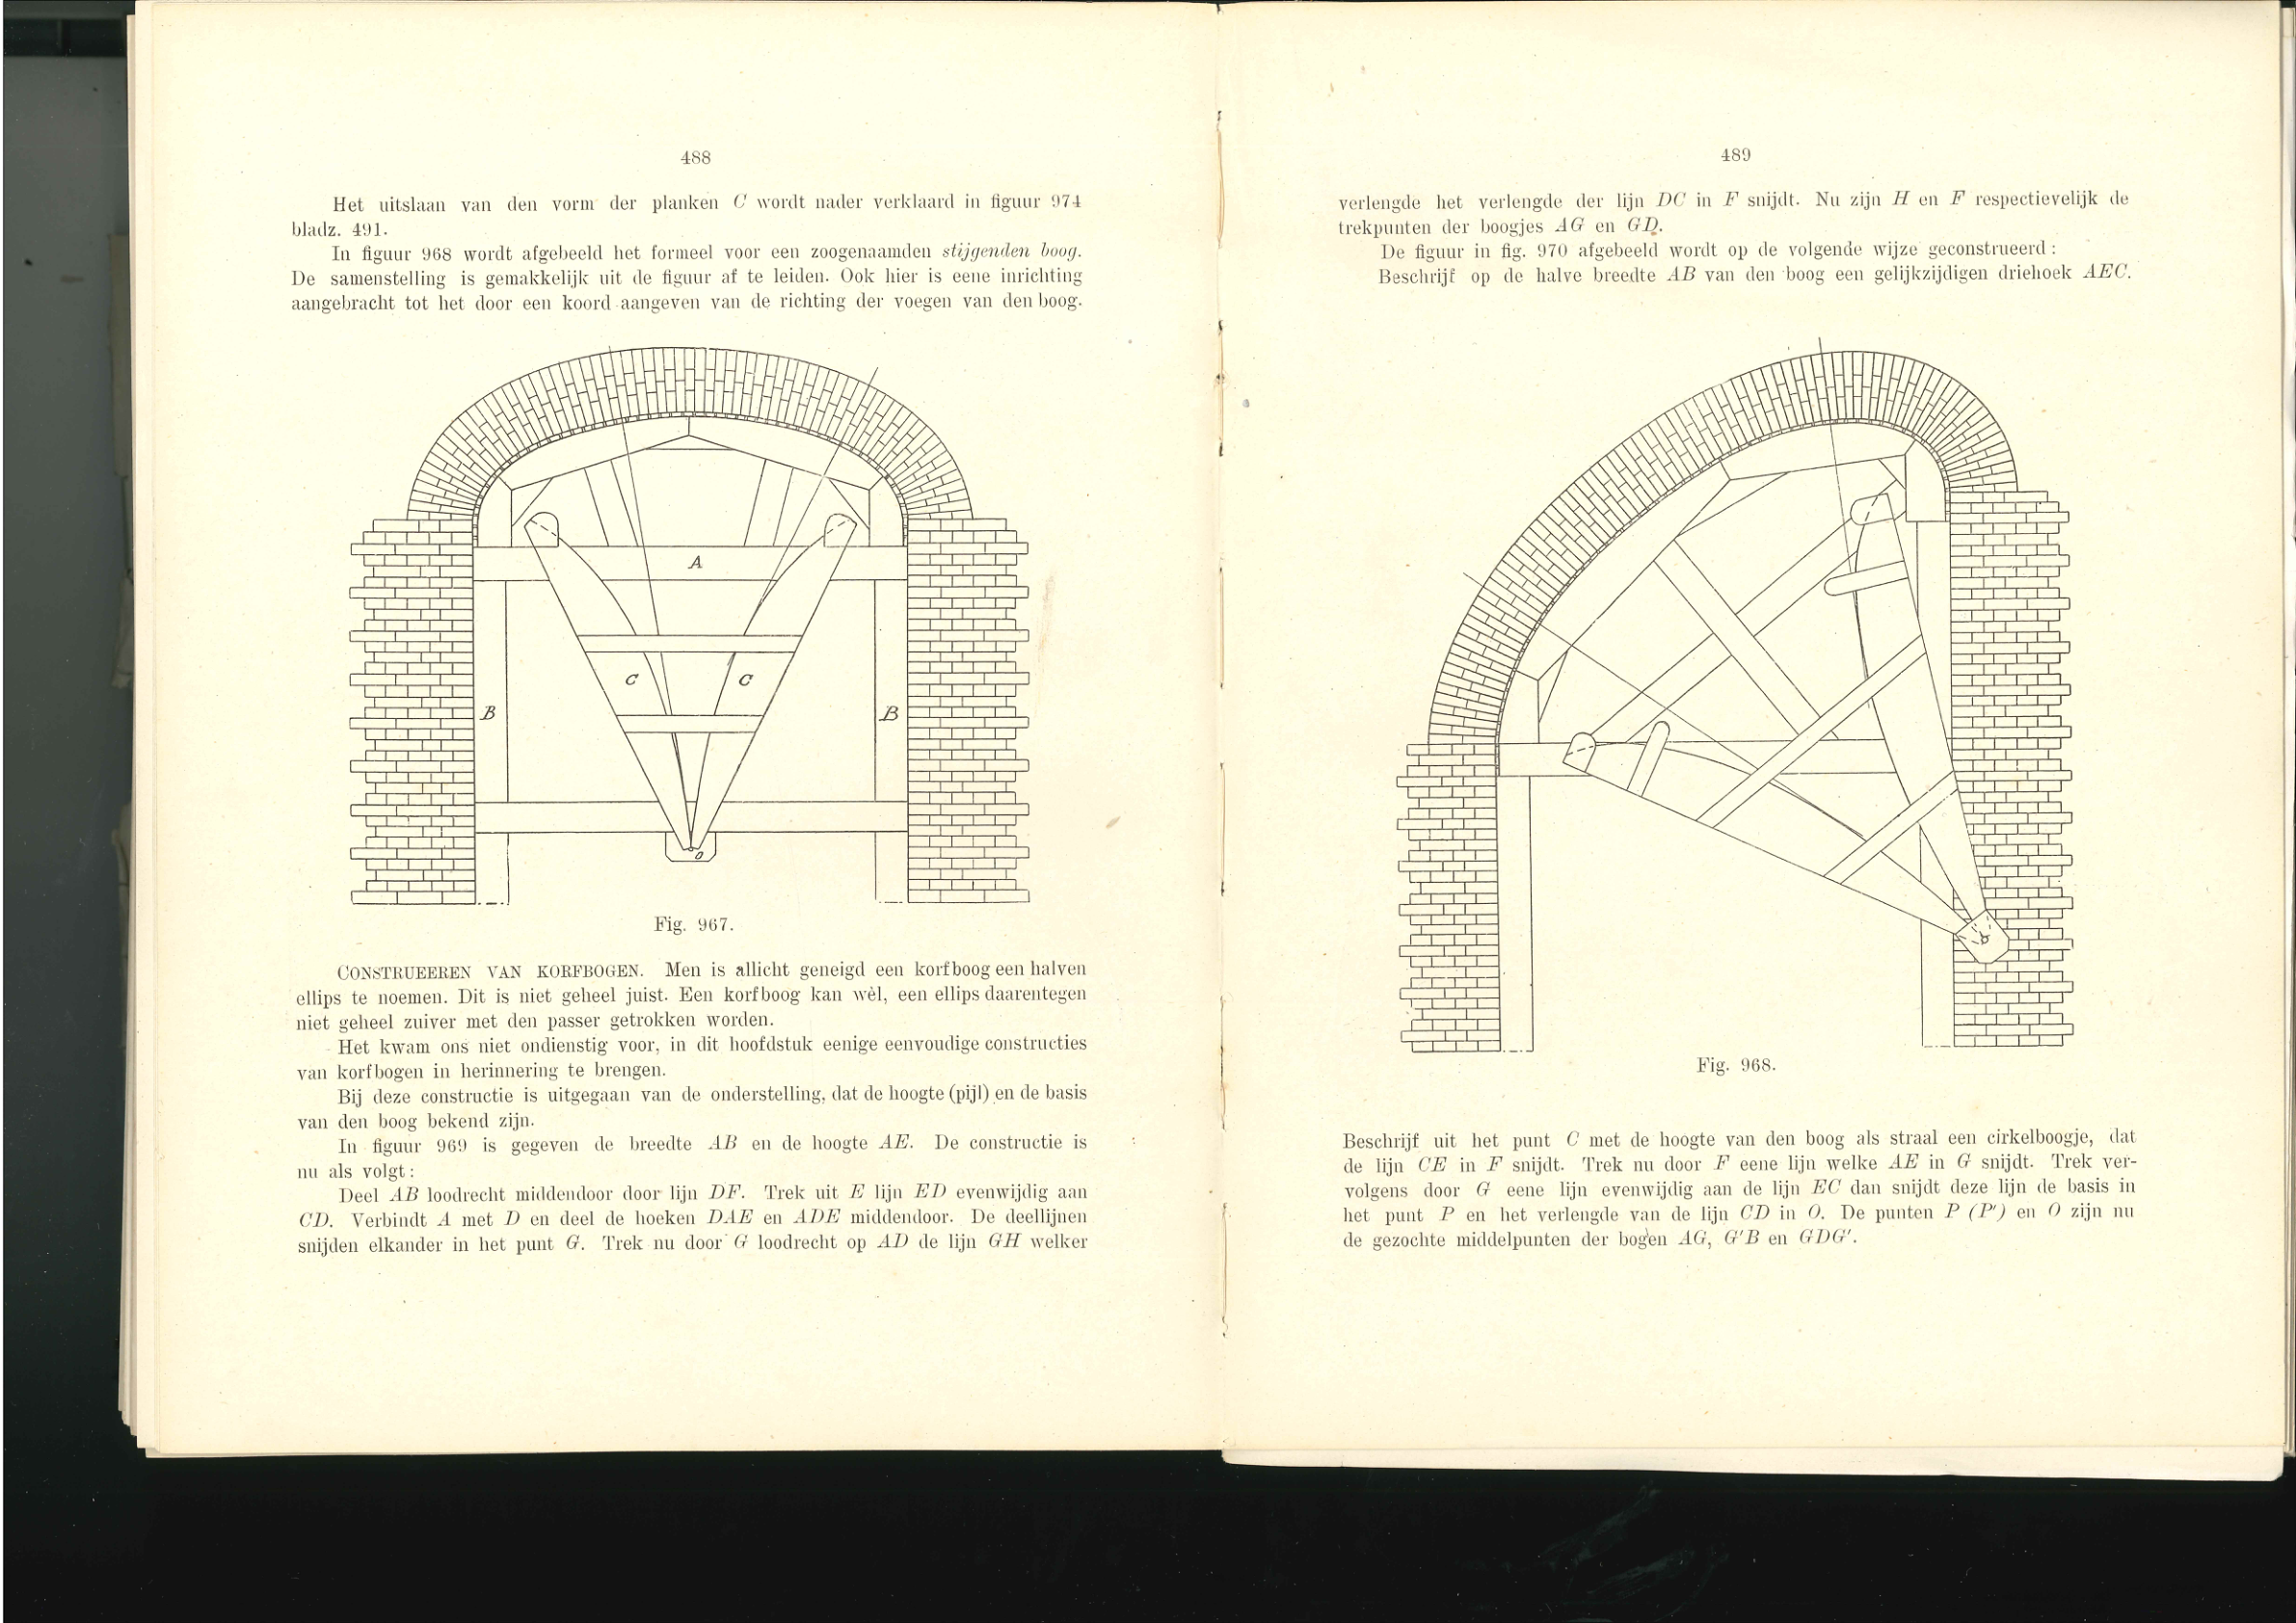 488
Het uitslaan van den vorm der planken C wordt nader verklaard in figuur 974
bladz. 491.
In figuur 968 wordt afgebeeld het formeel voor een zoogenaamden stijgenden boog.
De samenstelling is gemakkelijk uit de figuur af te leiden. Ook hier is eene inrichting
aangebracht tot het door een koord aangeven van de richting der voegen van den boog.
A
C C
B B
O
Fig. 967.
CONSTRUEEREN VAN KORFBOGEN. Men is allicht geneigd een korfboog een halven
ellips te noemen. Dit is niet geheel juist. Een korfboog kan wèl, een ellips daarentegen
niet geheel zuiver met den passer getrokken worden.
Het kwam ons niet ondienstig voor, in dit hoofdstuk eenige eenvoudige constructies
van korfbogen in herinnering te brengen.
Bij deze constructie is uitgegaan van de onderstelling, dat de hoogte (pijl) en de basis
van den boog bekend zijn.
In figuur 969 is gegeven de breedte AB en de hoogte AE. De constructie is
nu als volgt:
Deel AB loodrecht middendoor door lijn DF. Trek uit E lijn ED evenwijdig aan
CD. Verbindt A met D en deel de hoeken DAE en ADE middendoor. De deellijnen
snijden elkander in het punt G. Trek nu door G loodrecht op AD de lijn GH welker
489
verlengde het verlengde der lijn DC in F snijdt. Nu zijn H en F respectievelijk de
trekpunten der boogjes AG en GD.
De figuur in fig. 970 afgebeeld wordt op de volgende wijze geconstrueerd:
Beschrijf op de halve breedte AB van den boog een gelijkzijdigen driehoek AEC.
Fig. 968.
Beschrijf uit het punt C met de hoogte van den boog als straal een cirkelboogje, dat
de lijn CE in F snijdt. Trek nu door F eene lijn welke AE in G snijdt. Trek ver-
volgens door G eene lijn evenwijdig aan de lijn EC dan snijdt deze lijn de basis in
het punt P en het verlengde van de lijn CD in O. De punten P (P') en O zijn nu
de gezochte middelpunten der bogen AG, G'B en GDG'.